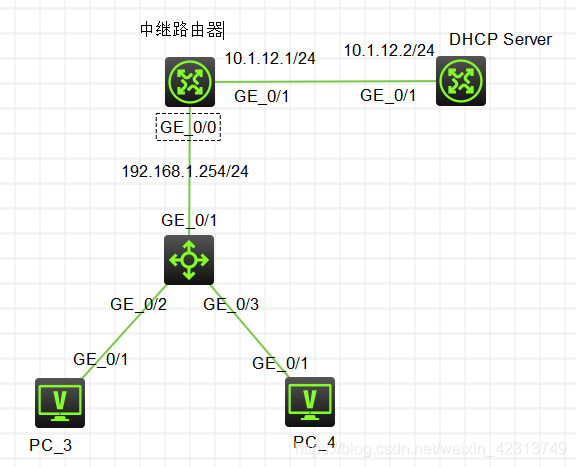 中继路由器
DHCP Server
10.1.12.1/24
10.1.12.2/24
GE_0/1
GE_0/1
GE_0/0
192.168.1.254/24
GE_0/1
GE_0/2
GE_0/3
GE_0/1
GE_0/1
V
V
PC_3
PC_4
https://blog.csdn.net/weixin_42313749